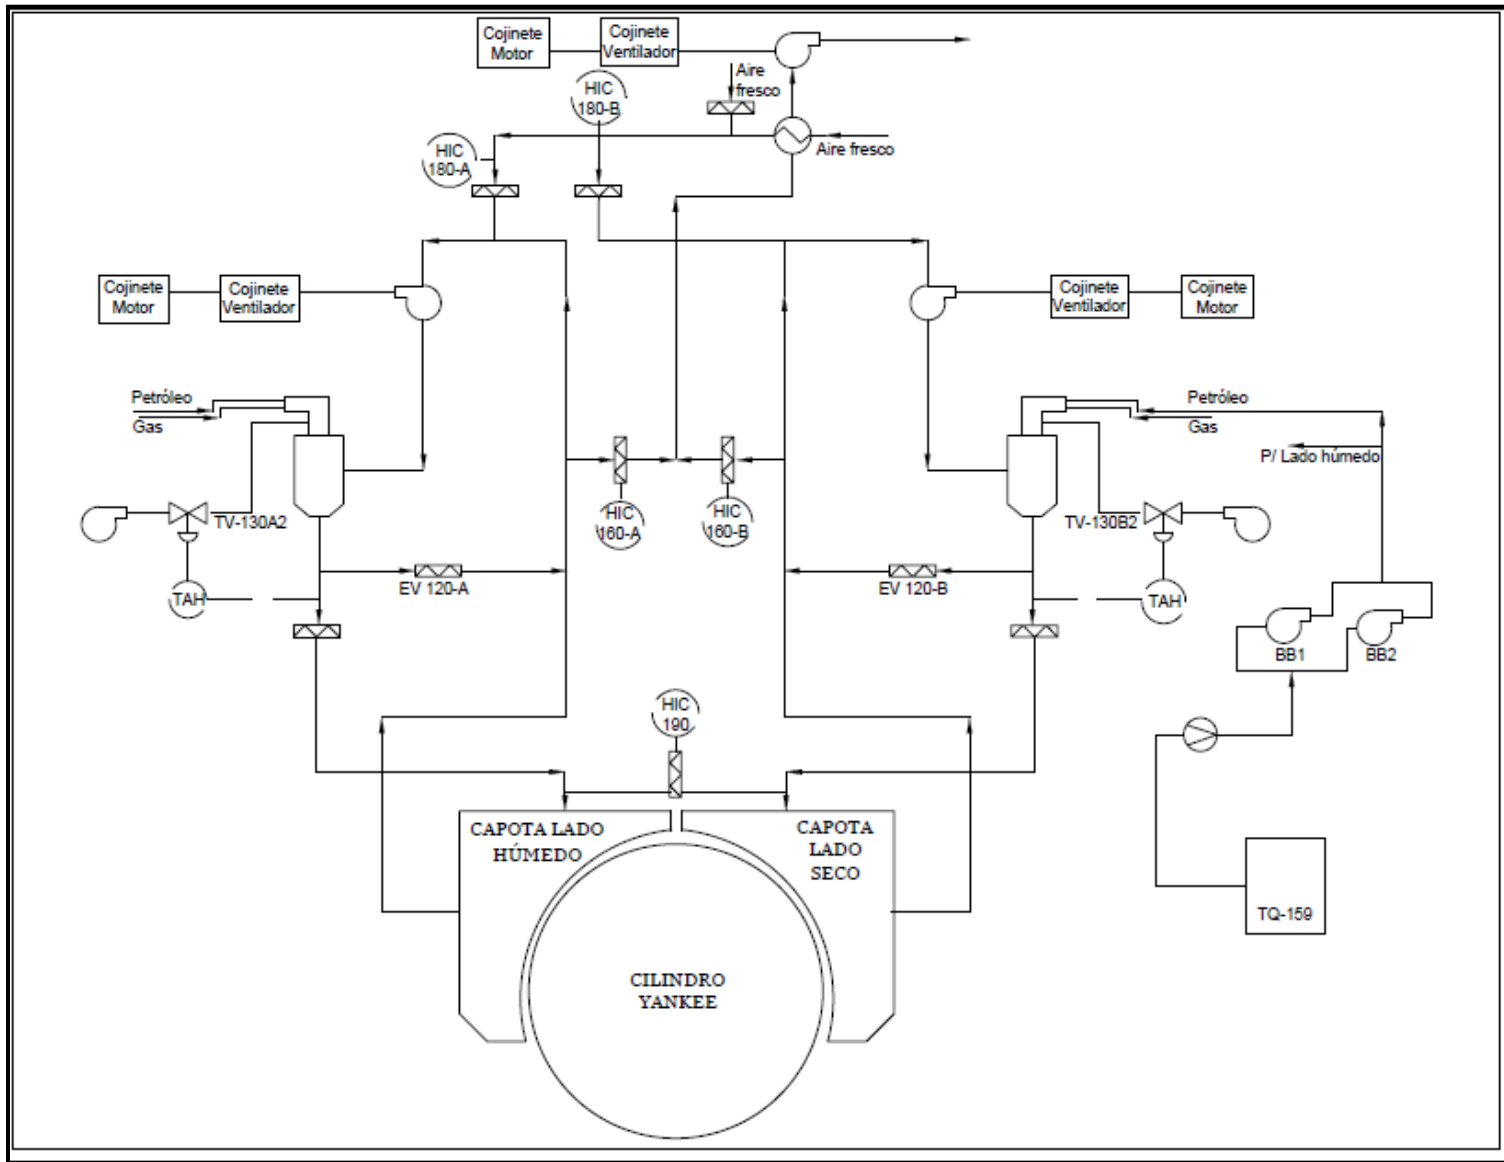 Cojinete
Motor
Cojinete
Ventilador
HIC
180-B
Aire
fresco
HIC
180-A
Aire fresco
Cojinete
Motor
Cojinete
Ventilador
Cojinete
Ventilador
Cojinete
Motor
Petróleo
Gas
Petróleo
Gas
P/ Lado húmedo
TV-130A2
HIC
160-A
HIC
160-B
TV-130B2
EV 120-A
EV 120-B
TAH
TAH
BB1
BB2
HIC
190
CAPOTA LADO
HÚMEDO
CAPOTA
LADO
SECO
TQ-159
CILINDRO
YANKEE